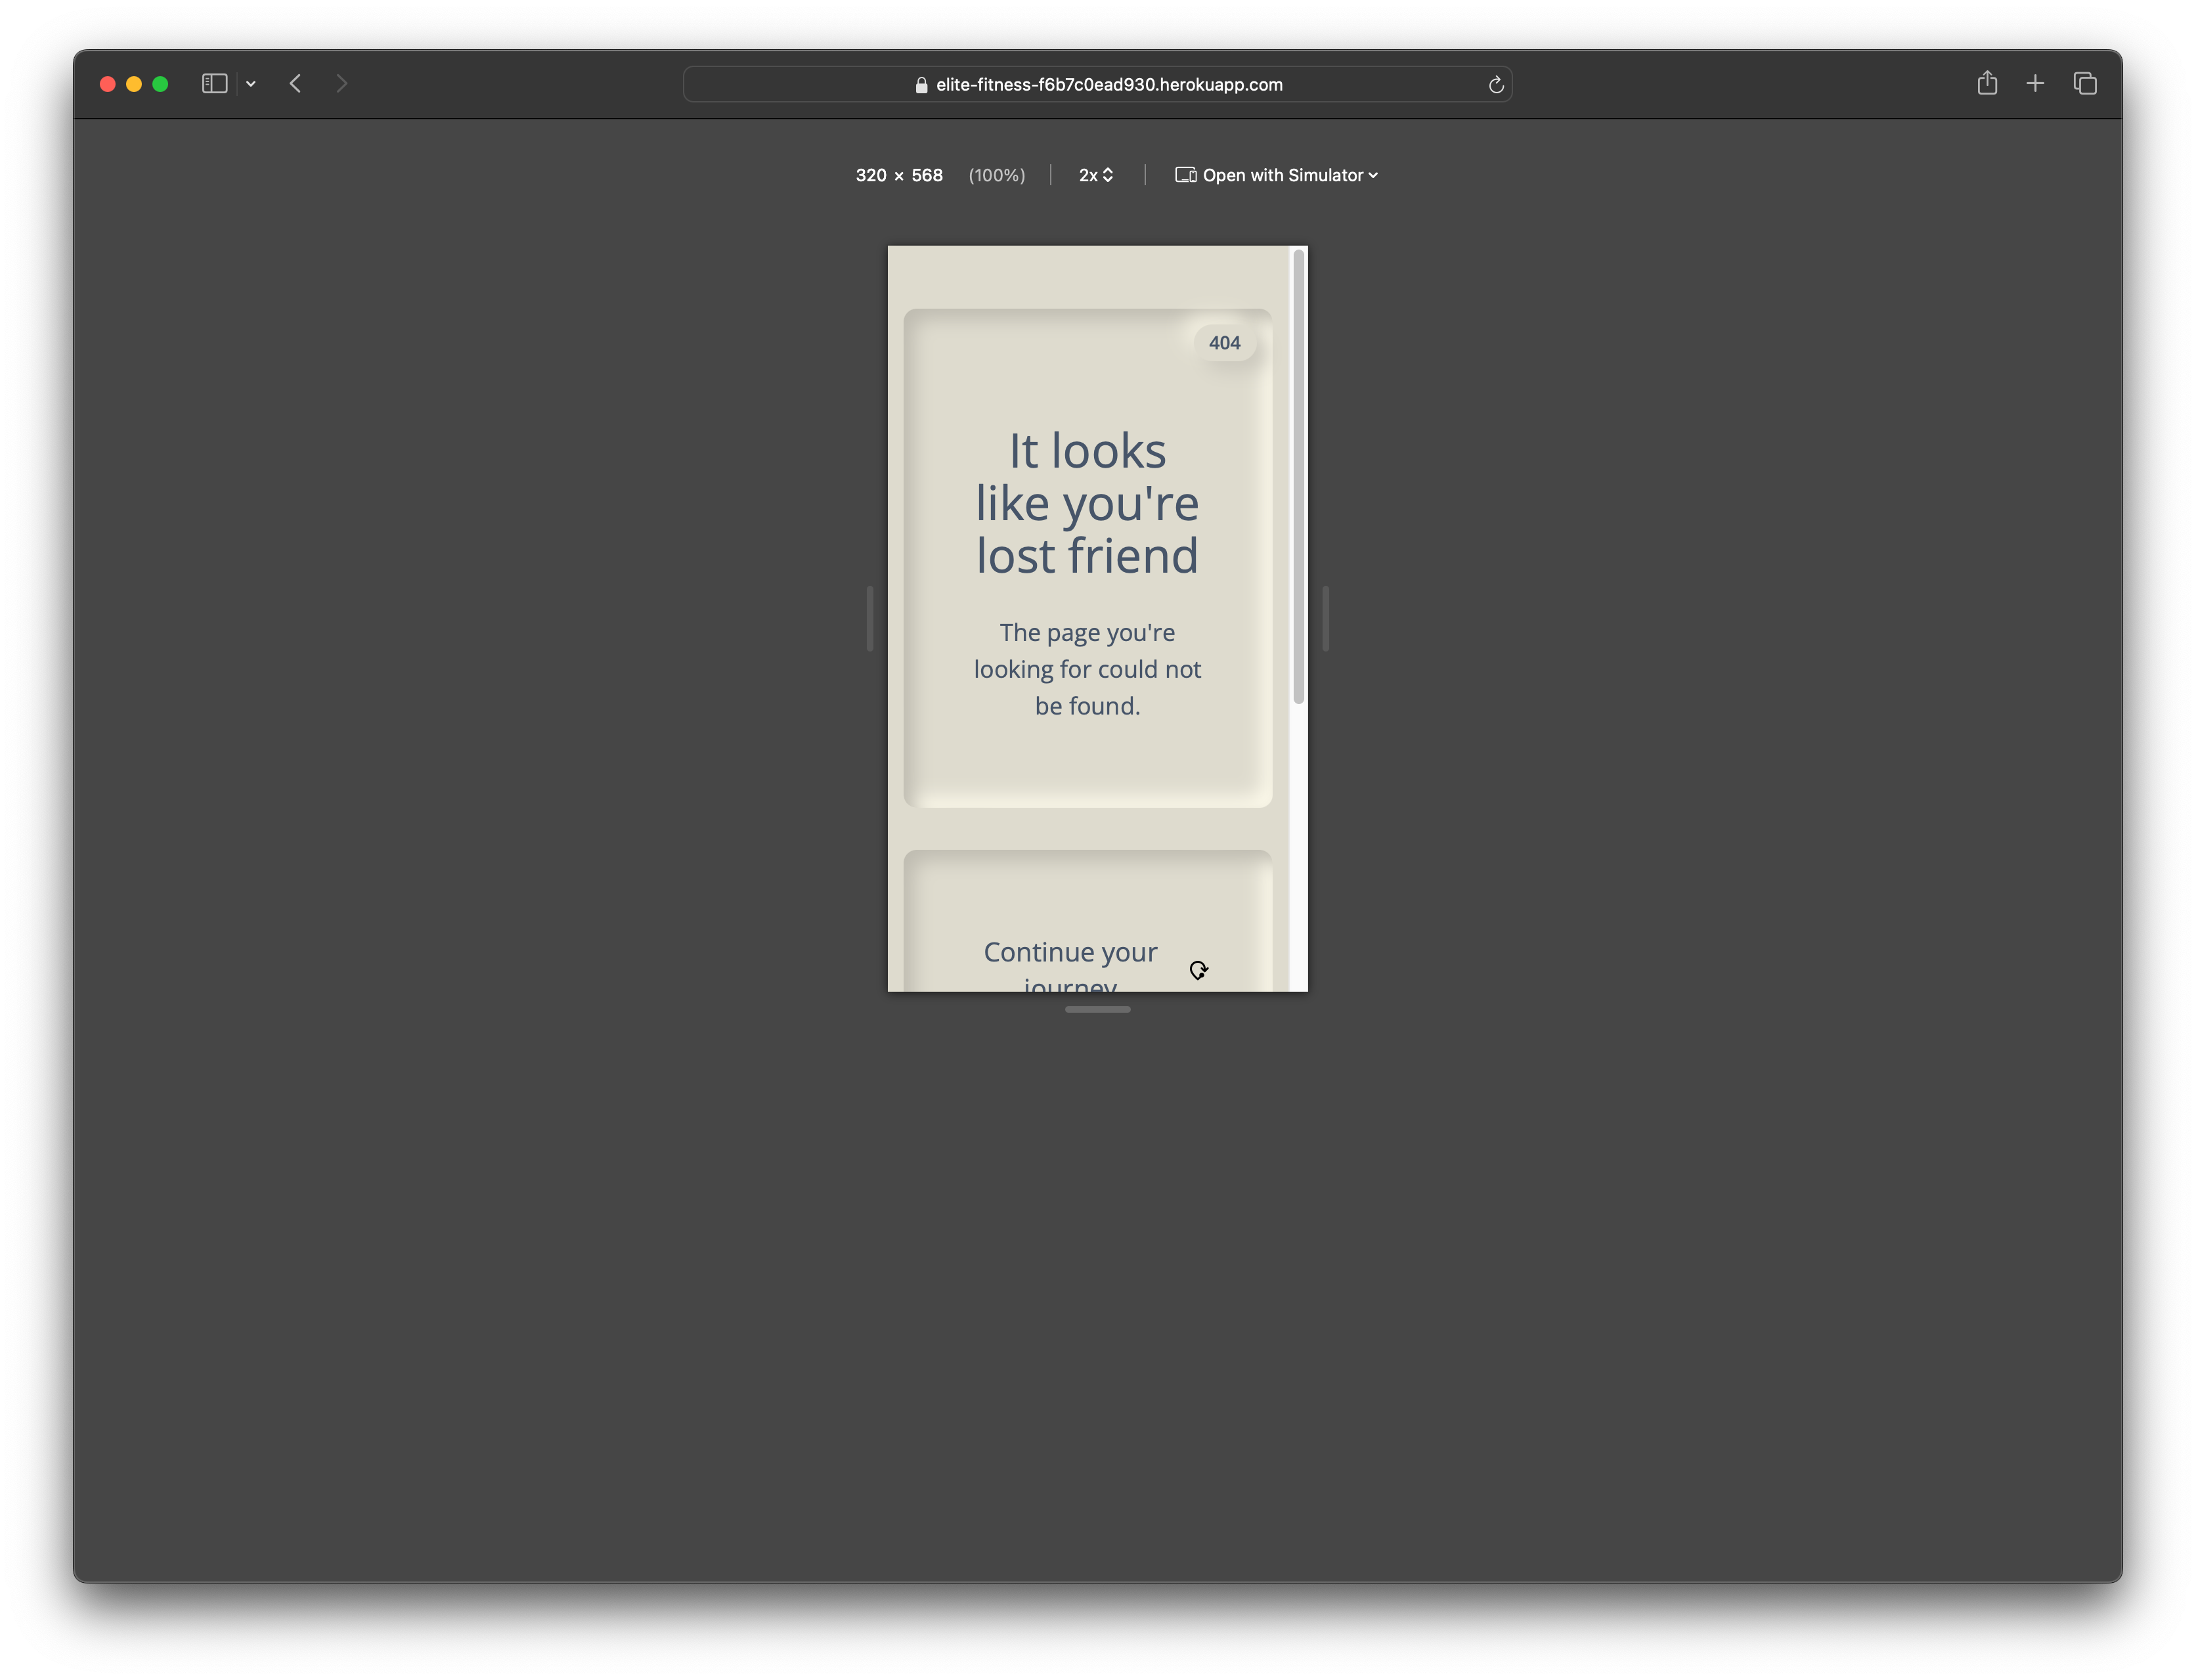 elite-fitness-f6b7c0ead930.herokuapp.com
320 × 568 (100%) 2x Open with Simulator
404
It looks
like you're
lost friend
The page you're
looking for could not
be found.
Continue your
journey